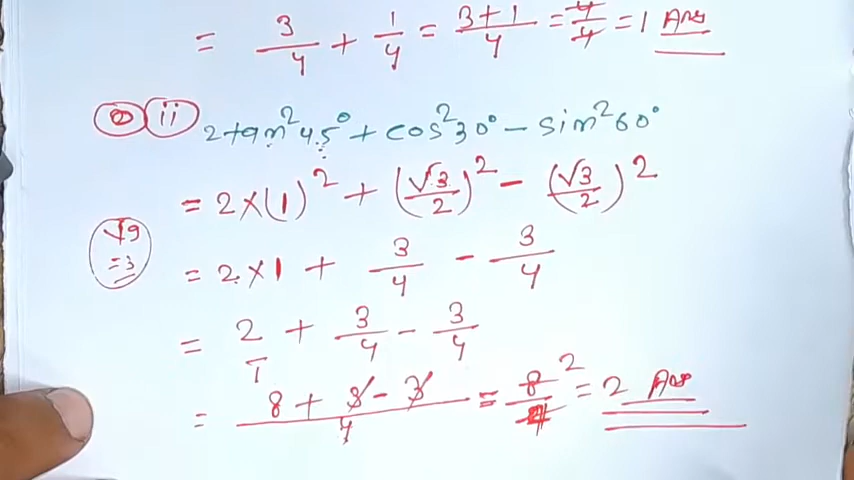 = 3/4 + 1/4 = 3+1/4 = 4/4 = 1 Ans
② ii 2tan²45° + cos²30° - sin²60°
= 2×(1)² + (√3/2)² - (√3/2)²
√9 =3
= 2×1 + 3/4 - 3/4
= 2/1 + 3/4 - 3/4
= 8+3-3/4 = 8/4 2 = 2 Ans